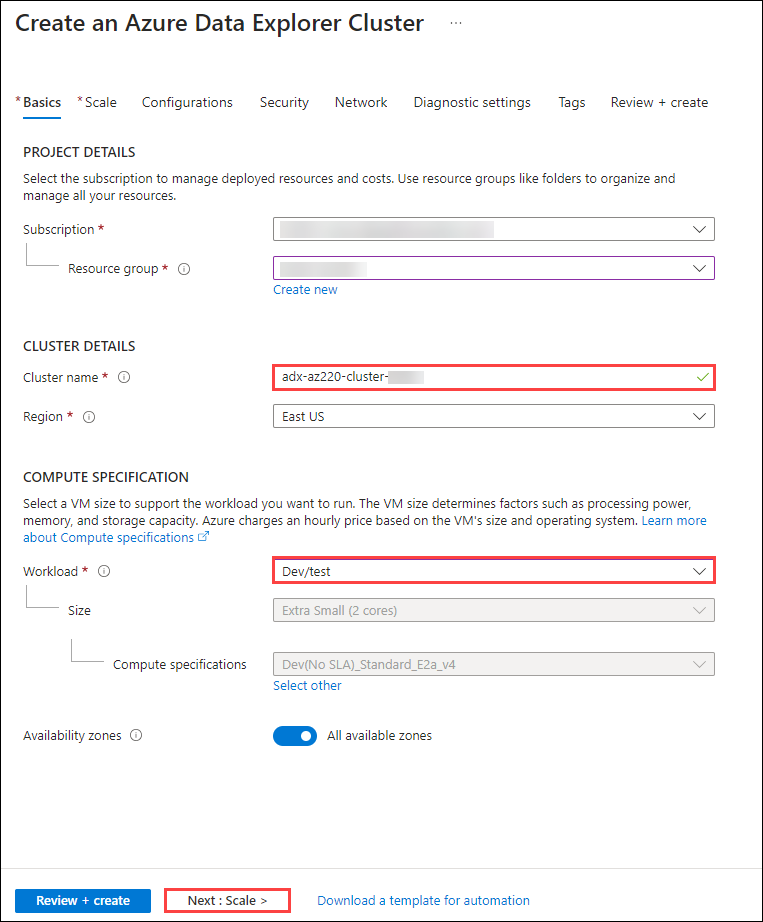 Create an Azure Data Explorer Cluster ...
* Basics * Scale Configurations Security Network Diagnostic settings Tags Review + create
PROJECT DETAILS
Select the subscription to manage deployed resources and costs. Use resource groups like folders to organize and
manage all your resources.
Subscription *
Resource group *
Create new
CLUSTER DETAILS
Cluster name * adx-az220-cluster-
Region * East US
COMPUTE SPECIFICATION
Select a VM size to support the workload you want to run. The VM size determines factors such as processing power,
memory, and storage capacity. Azure charges an hourly price based on the VM's size and operating system. Learn more
about Compute specifications
Workload * Dev/test
Size Extra Small (2 cores)
Compute specifications Dev(No SLA)_Standard_E2a_v4
Select other
Availability zones All available zones
Review + create Next : Scale > Download a template for automation